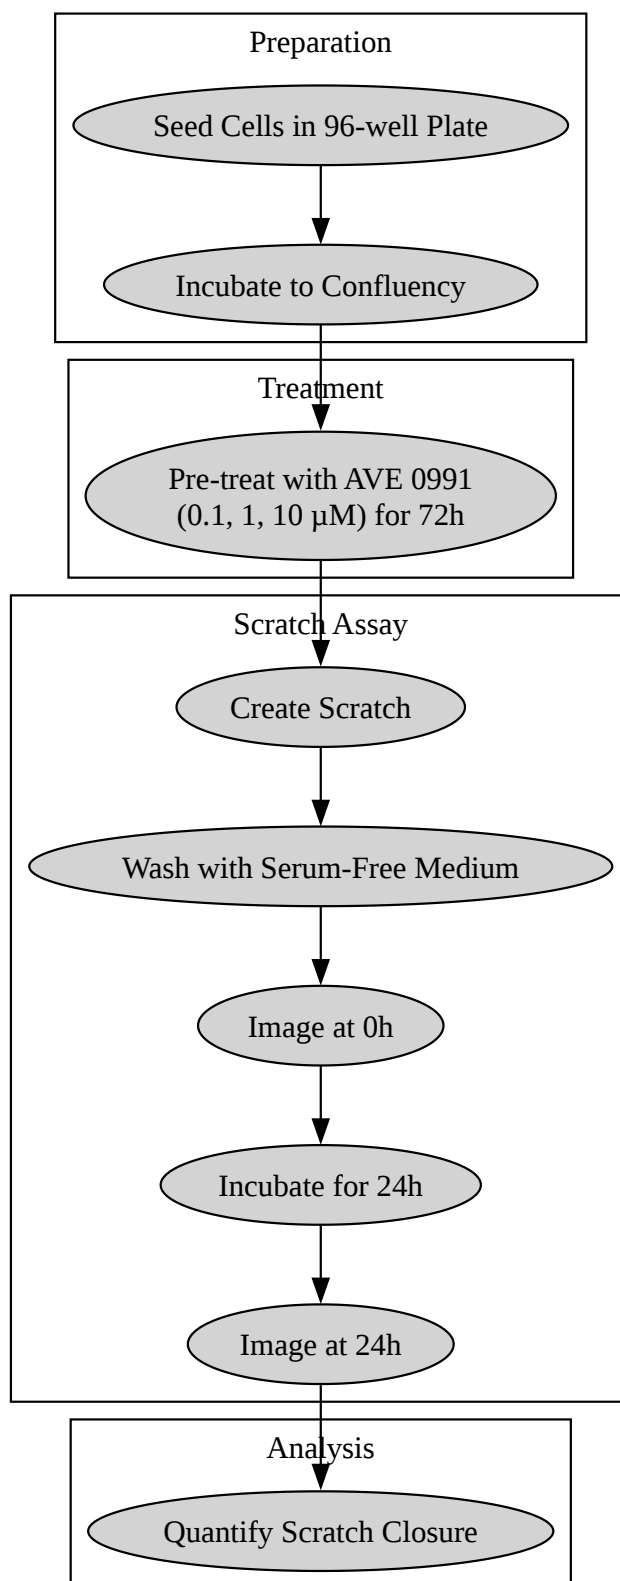 Preparation
Seed Cells in 96-well Plate
Incubate to Confluency
Treatment
Pre-treat with AVE 0991
(0.1, 1, 10 µM) for 72h
Scratch Assay
Create Scratch
Wash with Serum-Free Medium
Image at 0h
Incubate for 24h
Image at 24h
Analysis
Quantify Scratch Closure